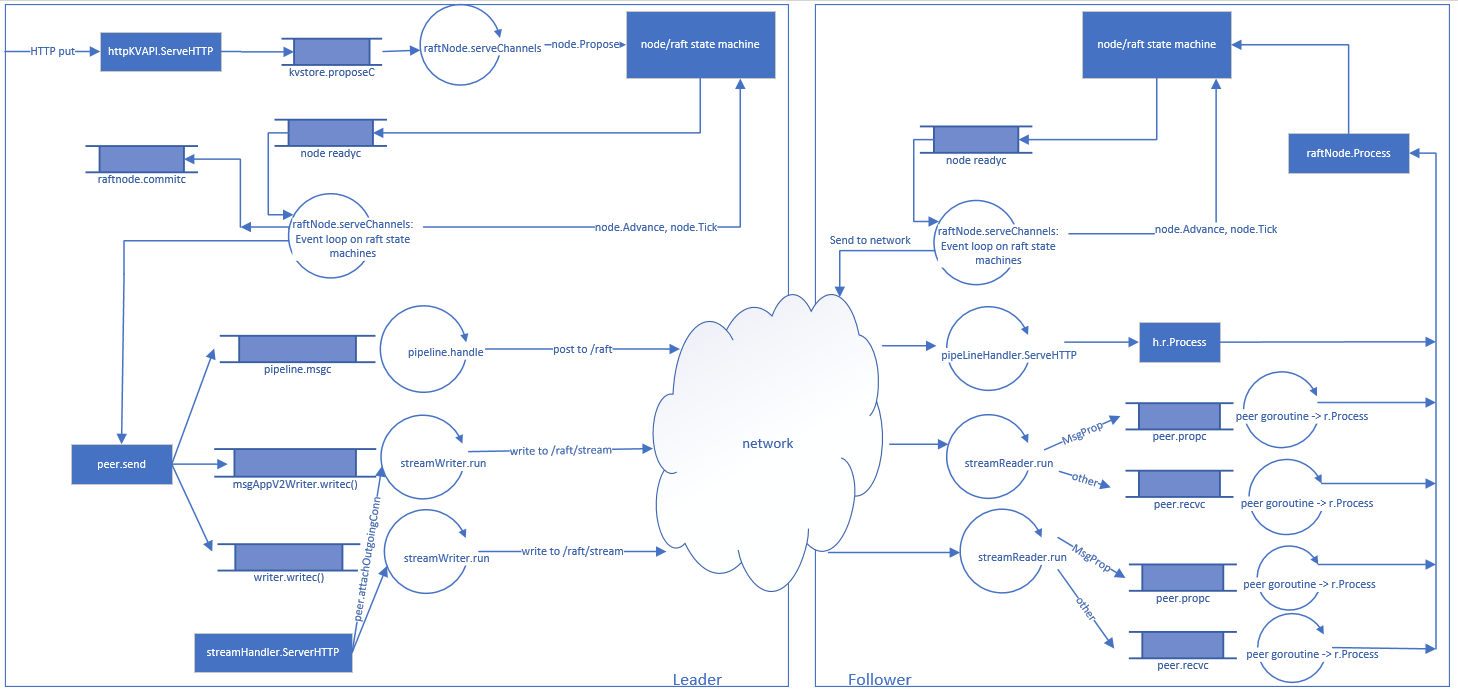 HTTP put
httpKVAPI.ServeHTTP
kvstore.proposeC
raftNode.serveChannels
node.Propose
node/raft state machine
node readyc
raftnode.commitc
raftNode.serveChannels:
Event loop on raft state
machines
node.Advance, node.Tick
pipeline.msgc
pipeline.handle
post to /raft
peer.send
msgAppV2Writer.writec()
streamWriter.run
write to /raft/stream
writer.writec()
streamWriter.run
write to /raft/stream
peer.attachOutgoingConn
streamHandler.ServerHTTP
Leader
network
node/raft state machine
node readyc
raftNode.Process
raftNode.serveChannels:
Event loop on raft state
machines
node.Advance, node.Tick
Send to network
pipeLineHandler.ServeHTTP
h.r.Process
streamReader.run
MsgProp
other
peer.propc
peer goroutine -> r.Process
peer.recvc
peer goroutine -> r.Process
streamReader.run
MsgProp
other
peer.propc
peer goroutine -> r.Process
peer.recvc
peer goroutine -> r.Process
Follower